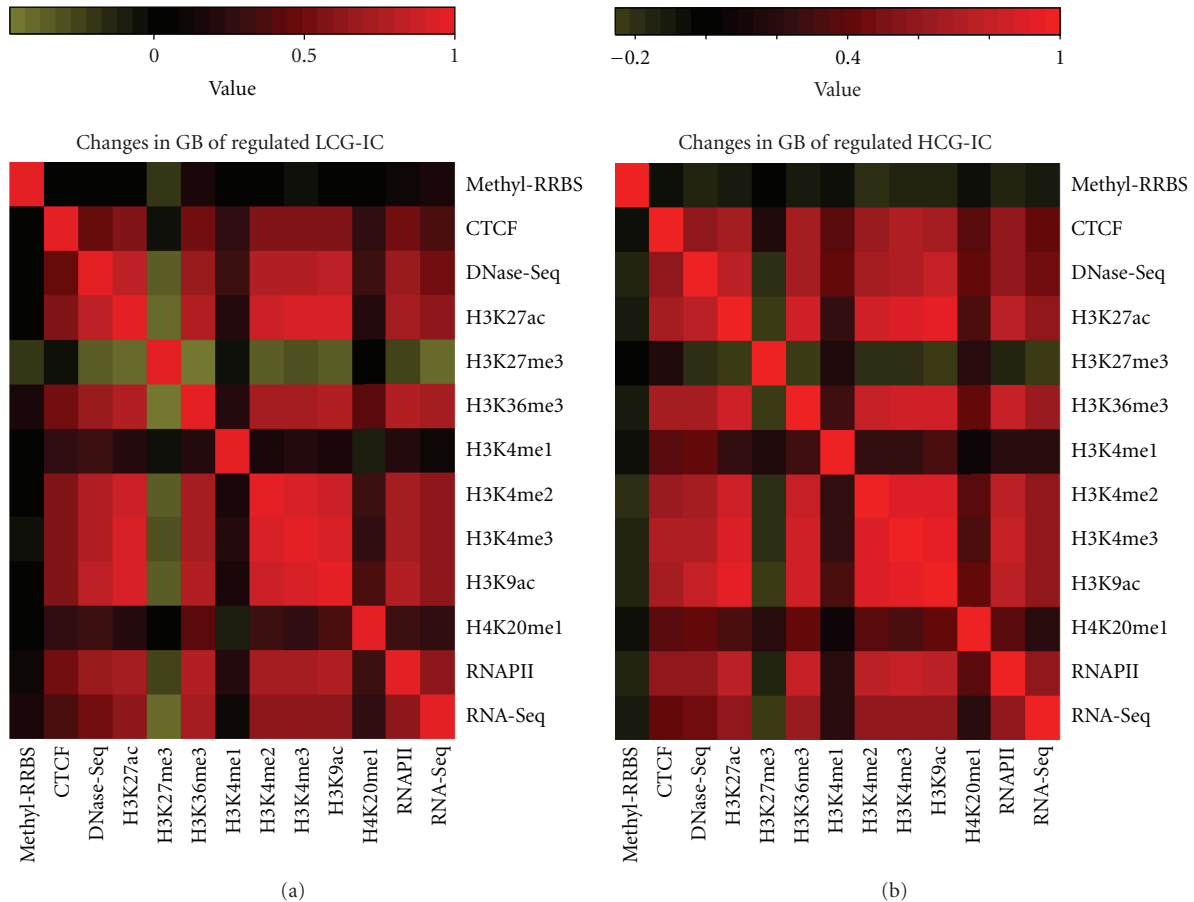 0
0.5
1
Value
Changes in GB of regulated LCG-IC
Methyl-RRBS
CTCF
DNase-Seq
H3K27ac
H3K27me3
H3K36me3
H3K4me1
H3K4me2
H3K4me3
H3K9ac
H4K20me1
RNAPII
RNA-Seq
Methyl-RRBS
CTCF
DNase-Seq
H3K27ac
H3K27me3
H3K36me3
H3K4me1
H3K4me2
H3K4me3
H3K9ac
H4K20me1
RNAPII
RNA-Seq
(a)
−0.2
0.4
1
Value
Changes in GB of regulated HCG-IC
Methyl-RRBS
CTCF
DNase-Seq
H3K27ac
H3K27me3
H3K36me3
H3K4me1
H3K4me2
H3K4me3
H3K9ac
H4K20me1
RNAPII
RNA-Seq
Methyl-RRBS
CTCF
DNase-Seq
H3K27ac
H3K27me3
H3K36me3
H3K4me1
H3K4me2
H3K4me3
H3K9ac
H4K20me1
RNAPII
RNA-Seq
(b)